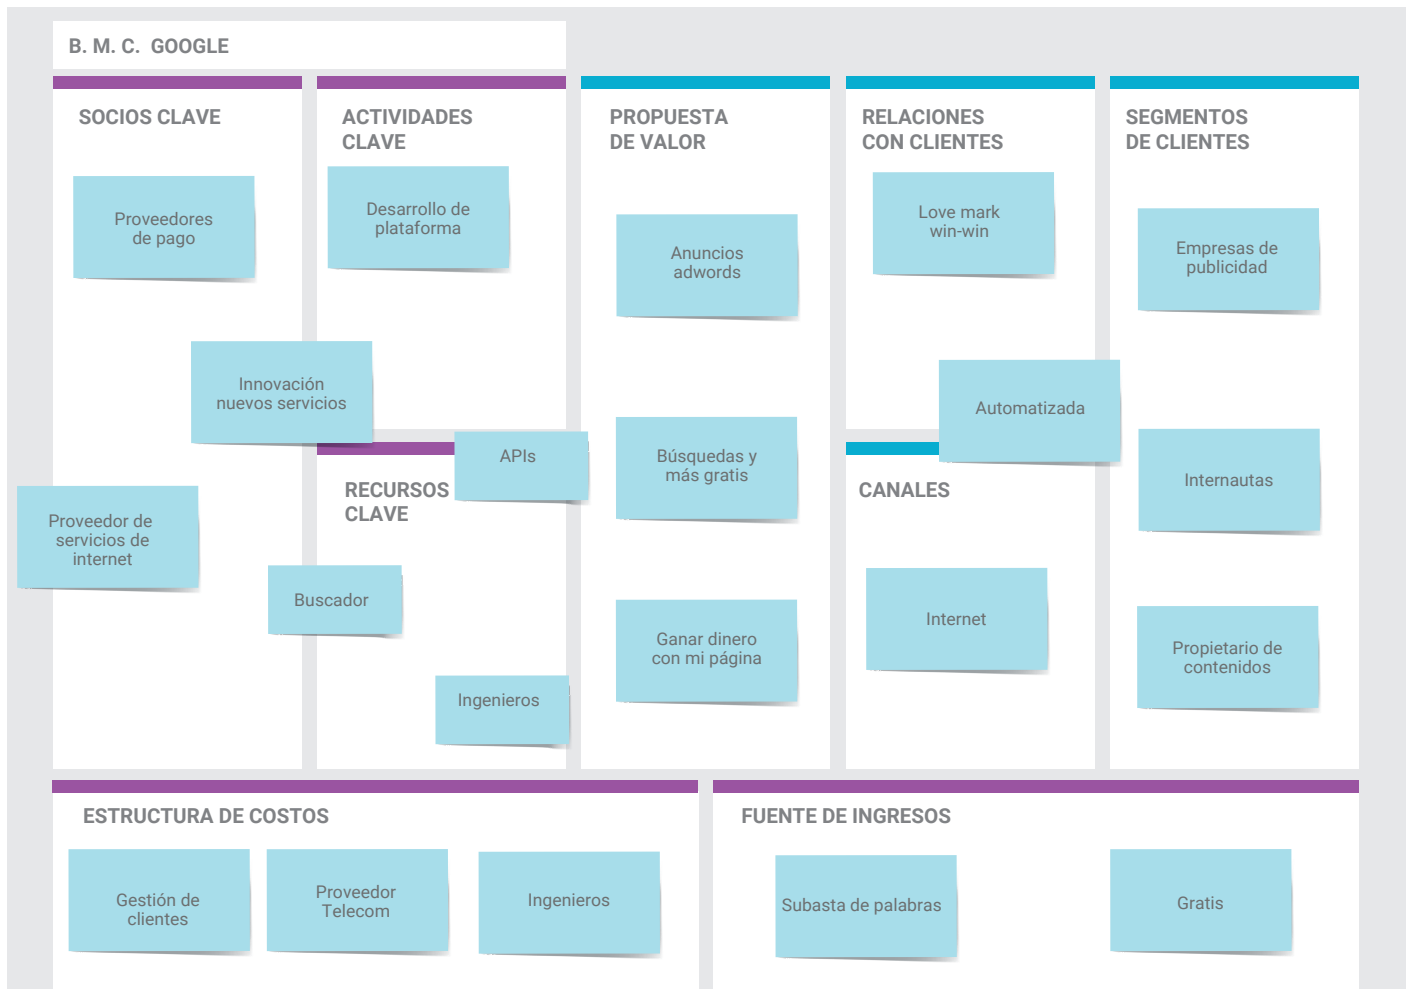 B. M. C. GOOGLE
SOCIOS CLAVE
Proveedores
de pago
Innovación
nuevos servicios
Proveedor de
servicios de
internet
ACTIVIDADES
CLAVE
Desarrollo de
plataforma
APIs
RECURSOS
CLAVE
Buscador
Ingenieros
PROPUESTA
DE VALOR
Anuncios
adwords
Búsquedas y
más gratis
Ganar dinero
con mi página
RELACIONES
CON CLIENTES
Love mark
win-win
Automatizada
CANALES
Internet
SEGMENTOS
DE CLIENTES
Empresas de
publicidad
Internautas
Propietario de
contenidos
ESTRUCTURA DE COSTOS
Gestión de
clientes
Proveedor
Telecom
Ingenieros
FUENTE DE INGRESOS
Subasta de palabras
Gratis